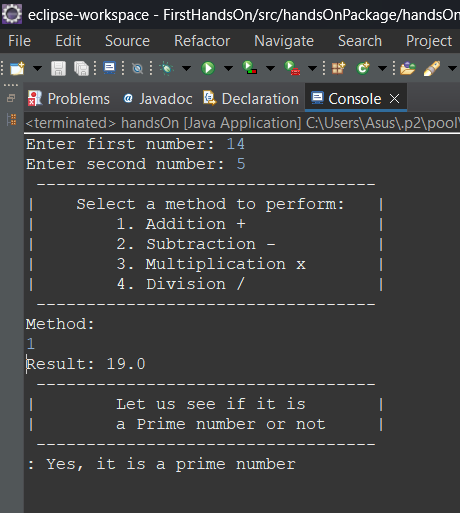 eclipse-workspace - FirstHandsOn/src/handsOnPackage/handsOn
File Edit Source Refactor Navigate Search Project
Problems @ Javadoc Declaration Console ×
<terminated> handsOn [Java Application] C:\Users\Asus\.p2\pool\
Enter first number: 14
Enter second number: 5
----------------------------------
| Select a method to perform: |
| 1. Addition + |
| 2. Subtraction - |
| 3. Multiplication x |
| 4. Division / |
----------------------------------
Method:
1
Result: 19.0
----------------------------------
| Let us see if it is |
| a Prime number or not |
----------------------------------
: Yes, it is a prime number